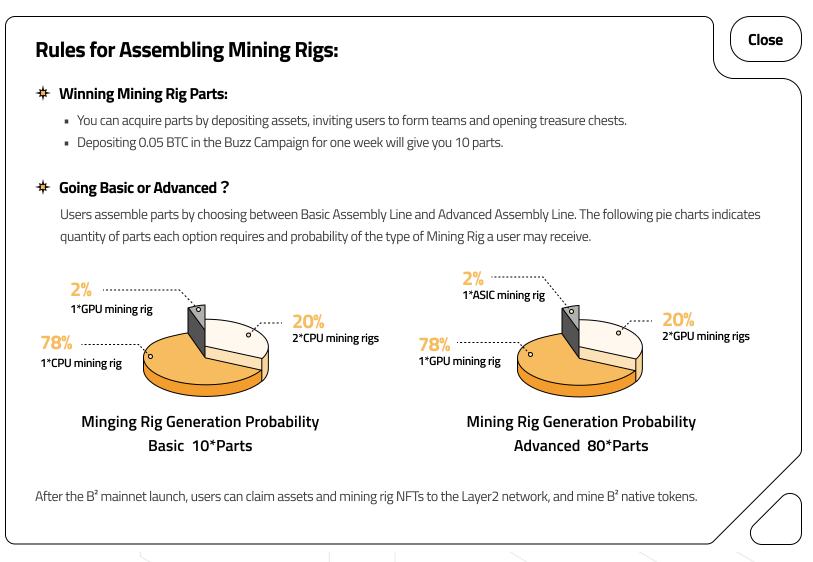 Close
Rules for Assembling Mining Rigs:
Winning Mining Rig Parts:
You can acquire parts by depositing assets, inviting users to form teams and opening treasure chests.
Depositing 0.05 BTC in the Buzz Campaign for one week will give you 10 parts.
Going Basic or Advanced ?
Users assemble parts by choosing between Basic Assembly Line and Advanced Assembly Line. The following pie charts indicates
quantity of parts each option requires and probability of the type of Mining Rig a user may receive.
2%
1*GPU mining rig
20%
2*CPU mining rigs
78%
1*CPU mining rig
Minging Rig Generation Probability
Basic 10*Parts
2%
1*ASIC mining rig
20%
2*GPU mining rigs
78%
1*GPU mining rig
Mining Rig Generation Probability
Advanced 80*Parts
After the B² mainnet launch, users can claim assets and mining rig NFTs to the Layer2 network, and mine B² native tokens.